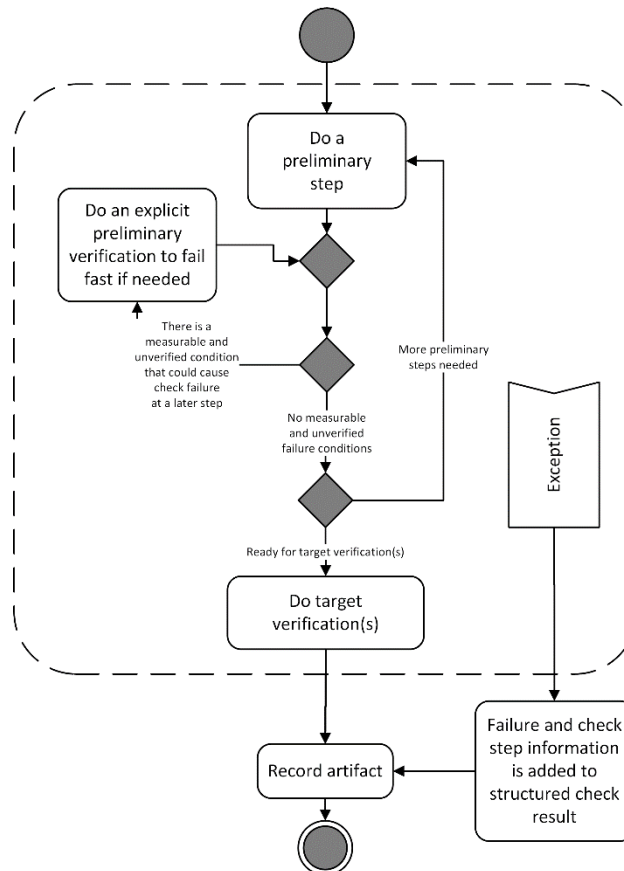 Do a
preliminary
step
Do an explicit
preliminary
verification to fail
fast if needed
There is a
measurable and
unverified condition
that could cause
check failure
at a later step
More preliminary
steps needed
No measurable
and unverified
failure conditions
Exception
Ready for target verification(s)
Do target
verification(s)
Failure and check
step information
is added to
structured check
result
Record artifact